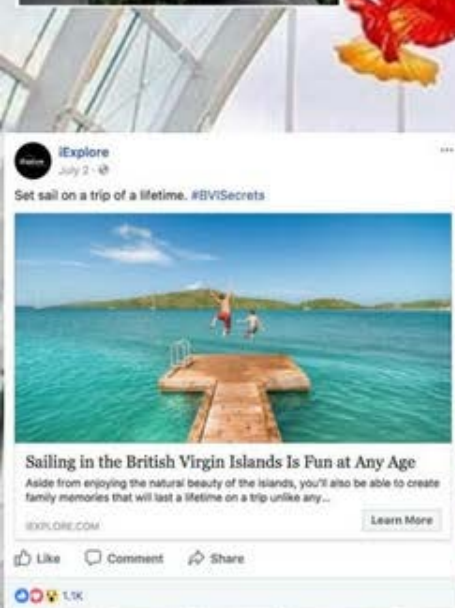 iExplore
July 2
Set sail on a trip of a lifetime. #BVISecrets
Sailing in the British Virgin Islands Is Fun at Any Age
Aside from enjoying the natural beauty of the islands, you'll also be able to create
family memories that will last a lifetime on a trip unlike any...
IEXPLORE.COM
Learn More
Like Comment Share
1.1K